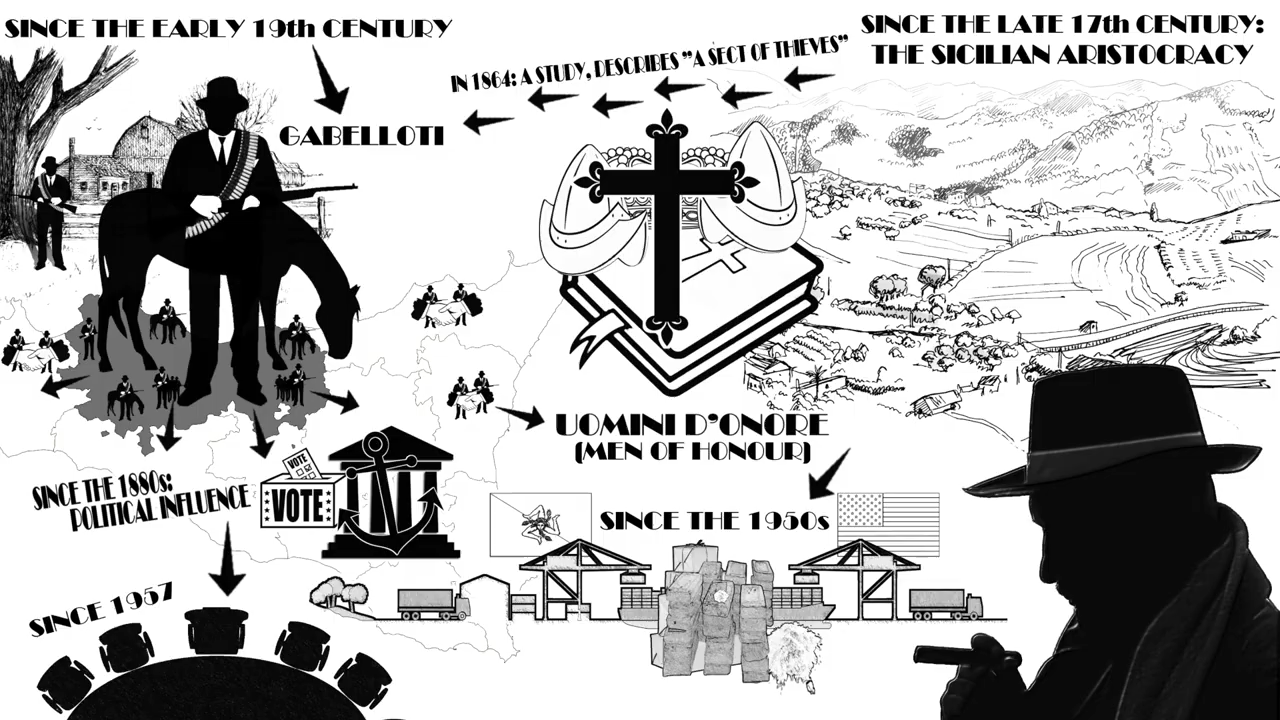 SINCE THE EARLY 19th CENTURY
SINCE THE LATE 17th CENTURY:
THE SICILIAN ARISTOCRACY
IN 1864: A STUDY, DESCRIBES "A SECT OF THIEVES"
GABELLOTI
UOMINI D'ONORE
(MEN OF HONOUR)
SINCE THE 1880s:
POLITICAL INFLUENCE
VOTE
VOTE
SINCE THE 1950s
SINCE 1957